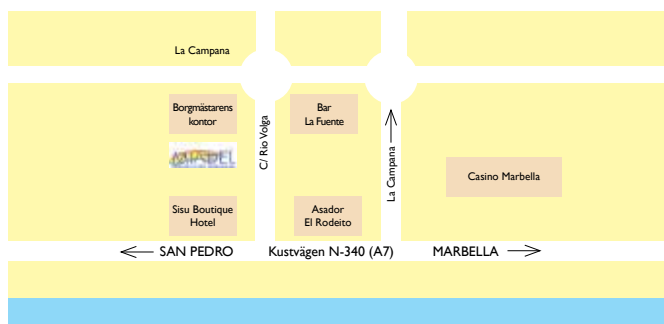 La Campana
Borgmästarens
kontor
Bar
La Fuente
C/ Rio Volga
MIADEL
La Campana
Casino Marbella
Sisu Boutique
Hotel
Asador
El Rodeito
SAN PEDRO
Kustvägen N-340 (A7)
MARBELLA